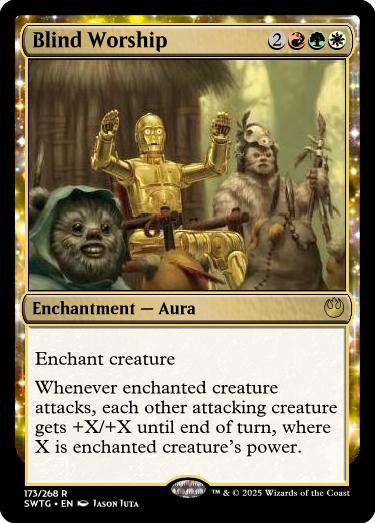 Blind Worship 2
Enchantment — Aura
Enchant creature
Whenever enchanted creature
attacks, each other attacking creature
gets +X/+X until end of turn, where
X is enchanted creature's power.
173/268 R
SWTG • EN Jason Juta
™ & © 2025 Wizards of the Coast